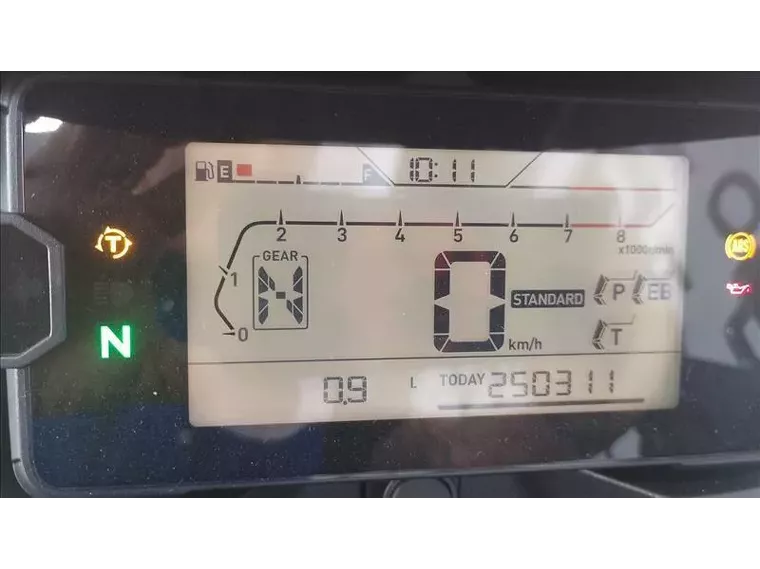 E F 10:11
2 3 4 5 6 7 8
x1000r/min
T ABS
GEAR
1 N 0 STANDARD P EB
N 0 km/h T
0.9 L TODAY 250311